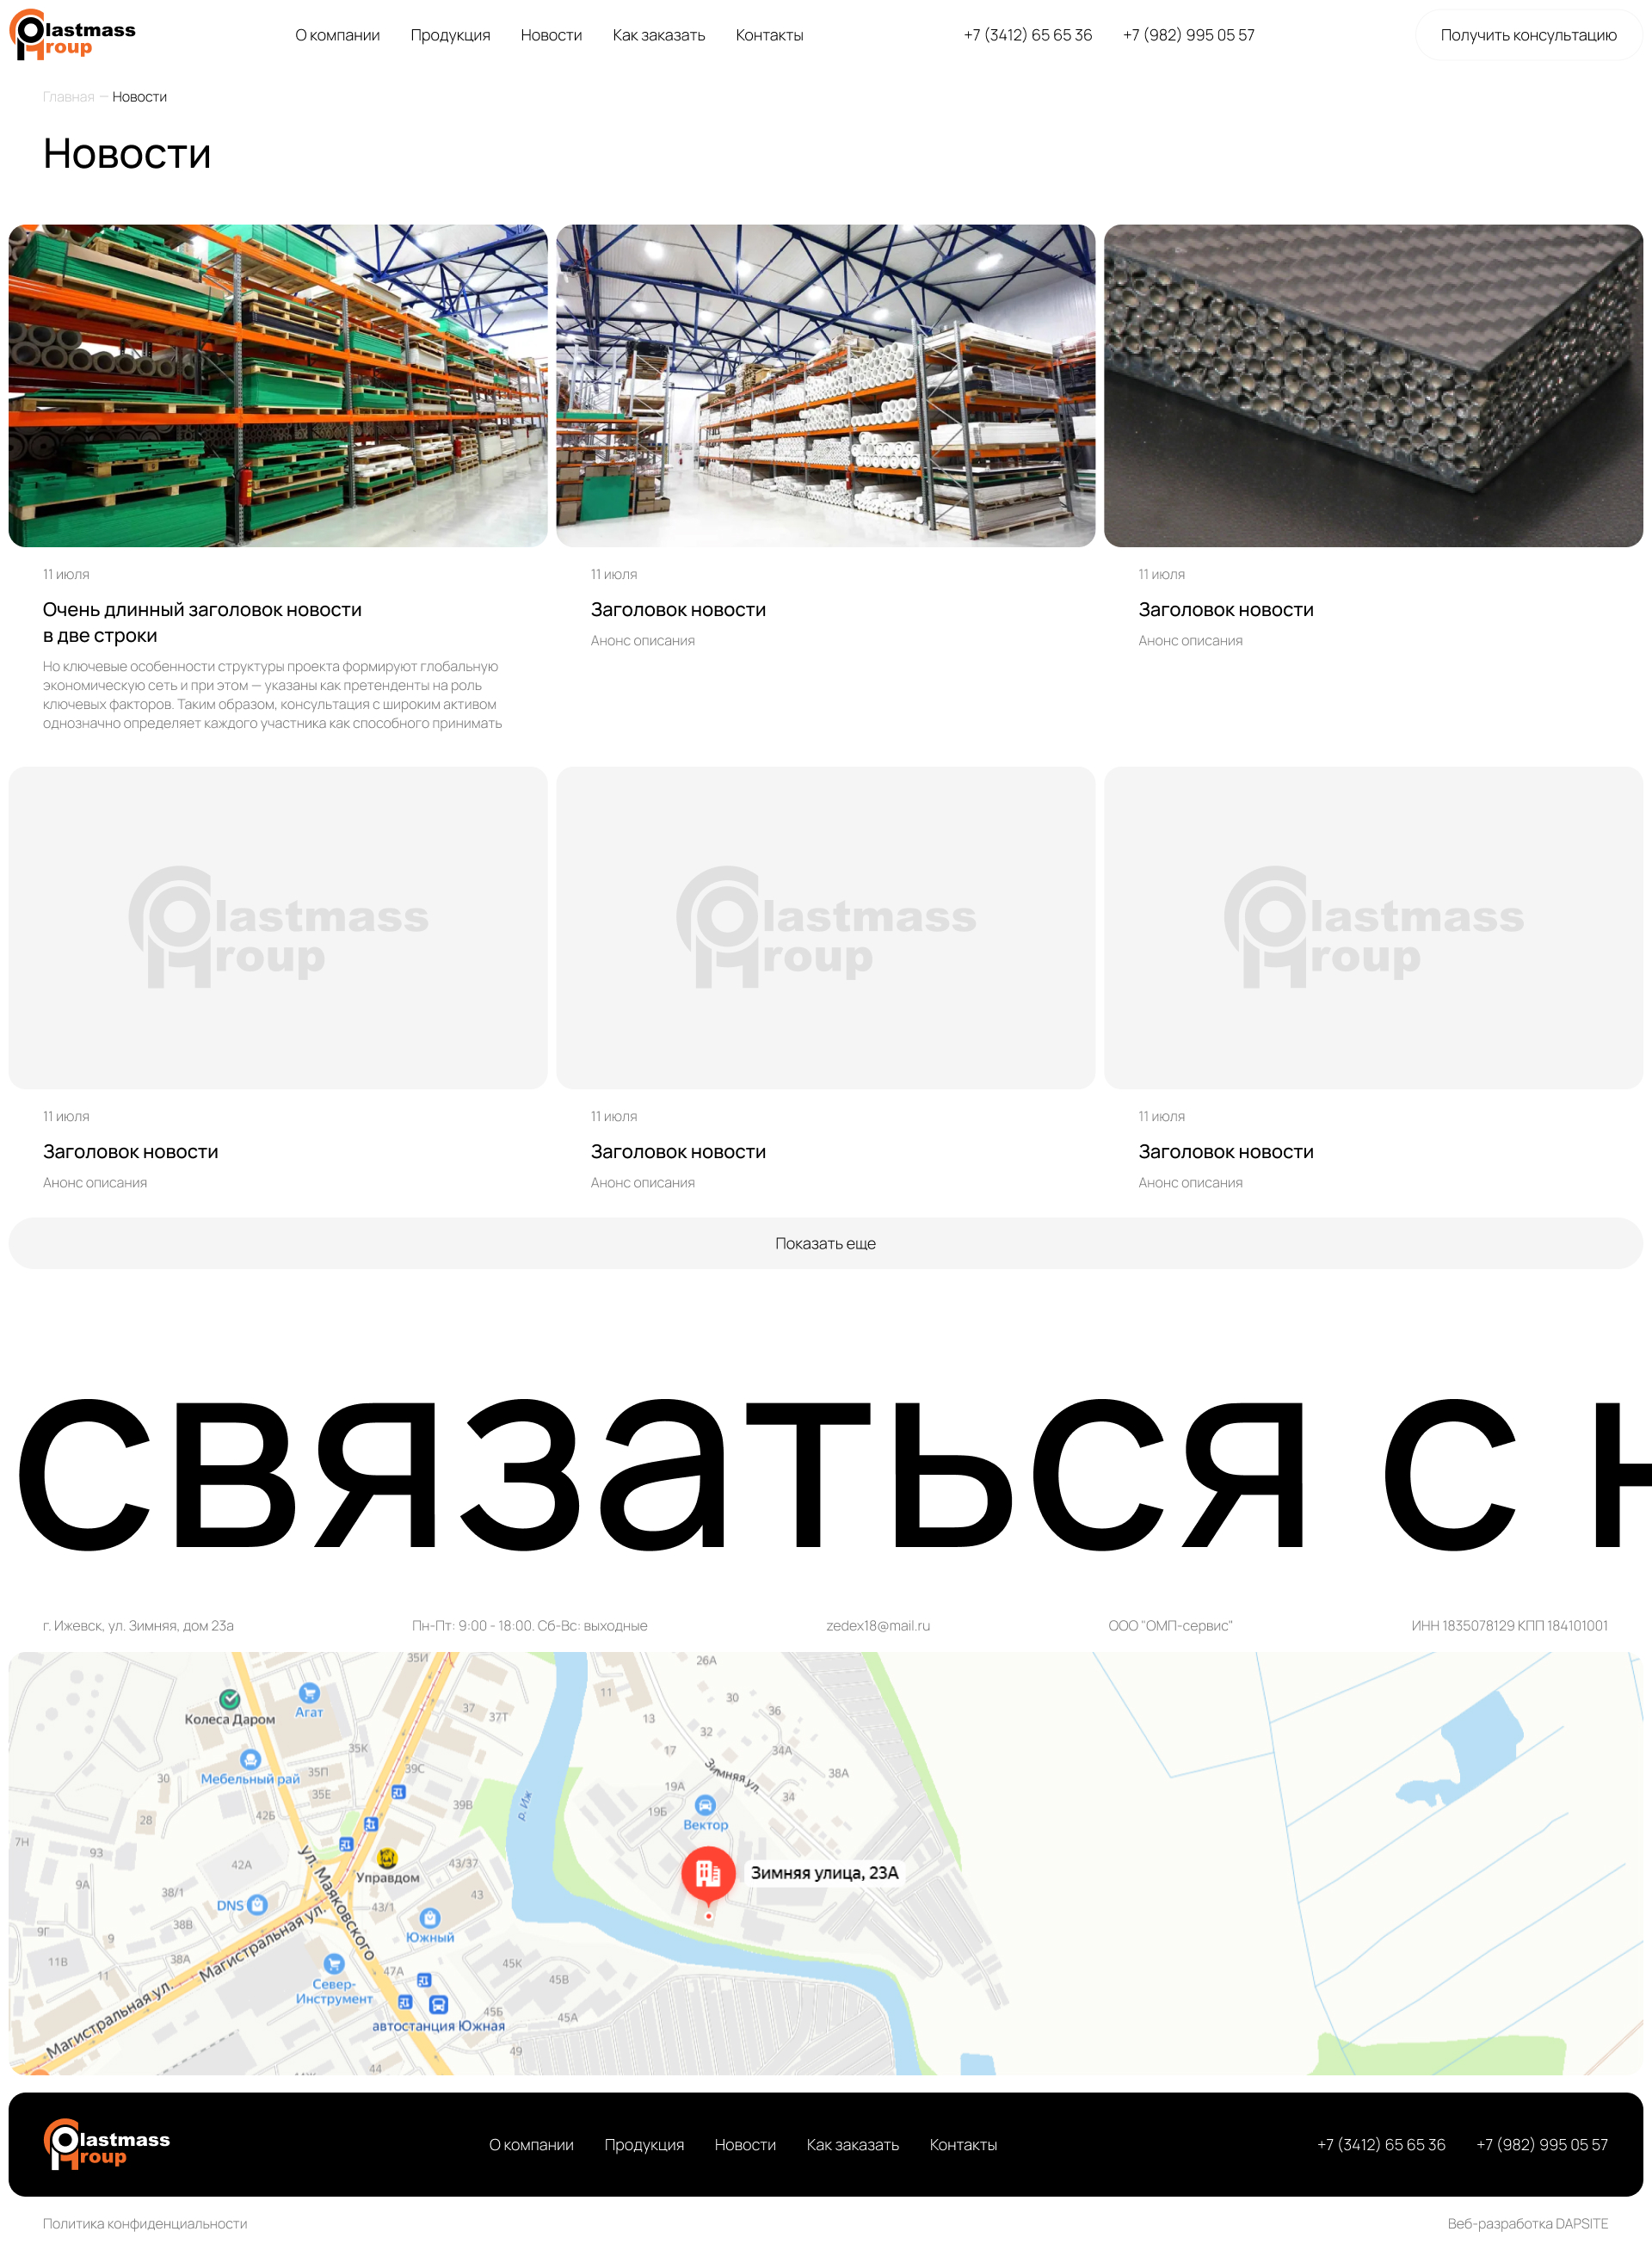 Plastmass
Group
О компании
Продукция
Новости
Как заказать
Контакты
+7 (3412) 65 65 36
+7 (982) 995 05 57
Получить консультацию
Главная — Новости
Новости
11 июля
Очень длинный заголовок новости
в две строки
Но ключевые особенности структуры проекта формируют глобальную
экономическую сеть и при этом — указаны как претенденты на роль
ключевых факторов. Таким образом, консультация с широким активом
однозначно определяет каждого участника как способного принимать
11 июля
Заголовок новости
Анонс описания
11 июля
Заголовок новости
Анонс описания
Plastmass
Group
11 июля
Заголовок новости
Анонс описания
Plastmass
Group
11 июля
Заголовок новости
Анонс описания
Plastmass
Group
11 июля
Заголовок новости
Анонс описания
Показать еще
связаться с н
г. Ижевск, ул. Зимняя, дом 23а
Пн-Пт: 9:00 - 18:00. Сб-Вс: выходные
zedex18@mail.ru
ООО "ОМП-сервис"
ИНН 1835078129 КПП 184101001
35И
26А
Колеса Даром
Агат
11
30
37
37Т
13
36
32
35К
17
34А
Зимняя ул.
39С
Мебельный рай
30
35П
38А
19А
35Е
34
р. Иж
39В
19Б
42Б
28
Вектор
7Н
93
ул. Маяковского
42А
43/37
Управдом
Зимняя улица, 23А
9А
38/1
43
DNS
43/1
38В
9Г
9
Южный
Магистральная ул.
38А
11В
11
47А
45К
45В
Север-
Инструмент
Магистральная ул.
45Б
45А
автостанция Южная
49
44
Plastmass
Group
О компании
Продукция
Новости
Как заказать
Контакты
+7 (3412) 65 65 36
+7 (982) 995 05 57
Политика конфиденциальности
Веб-разработка DAPSITE